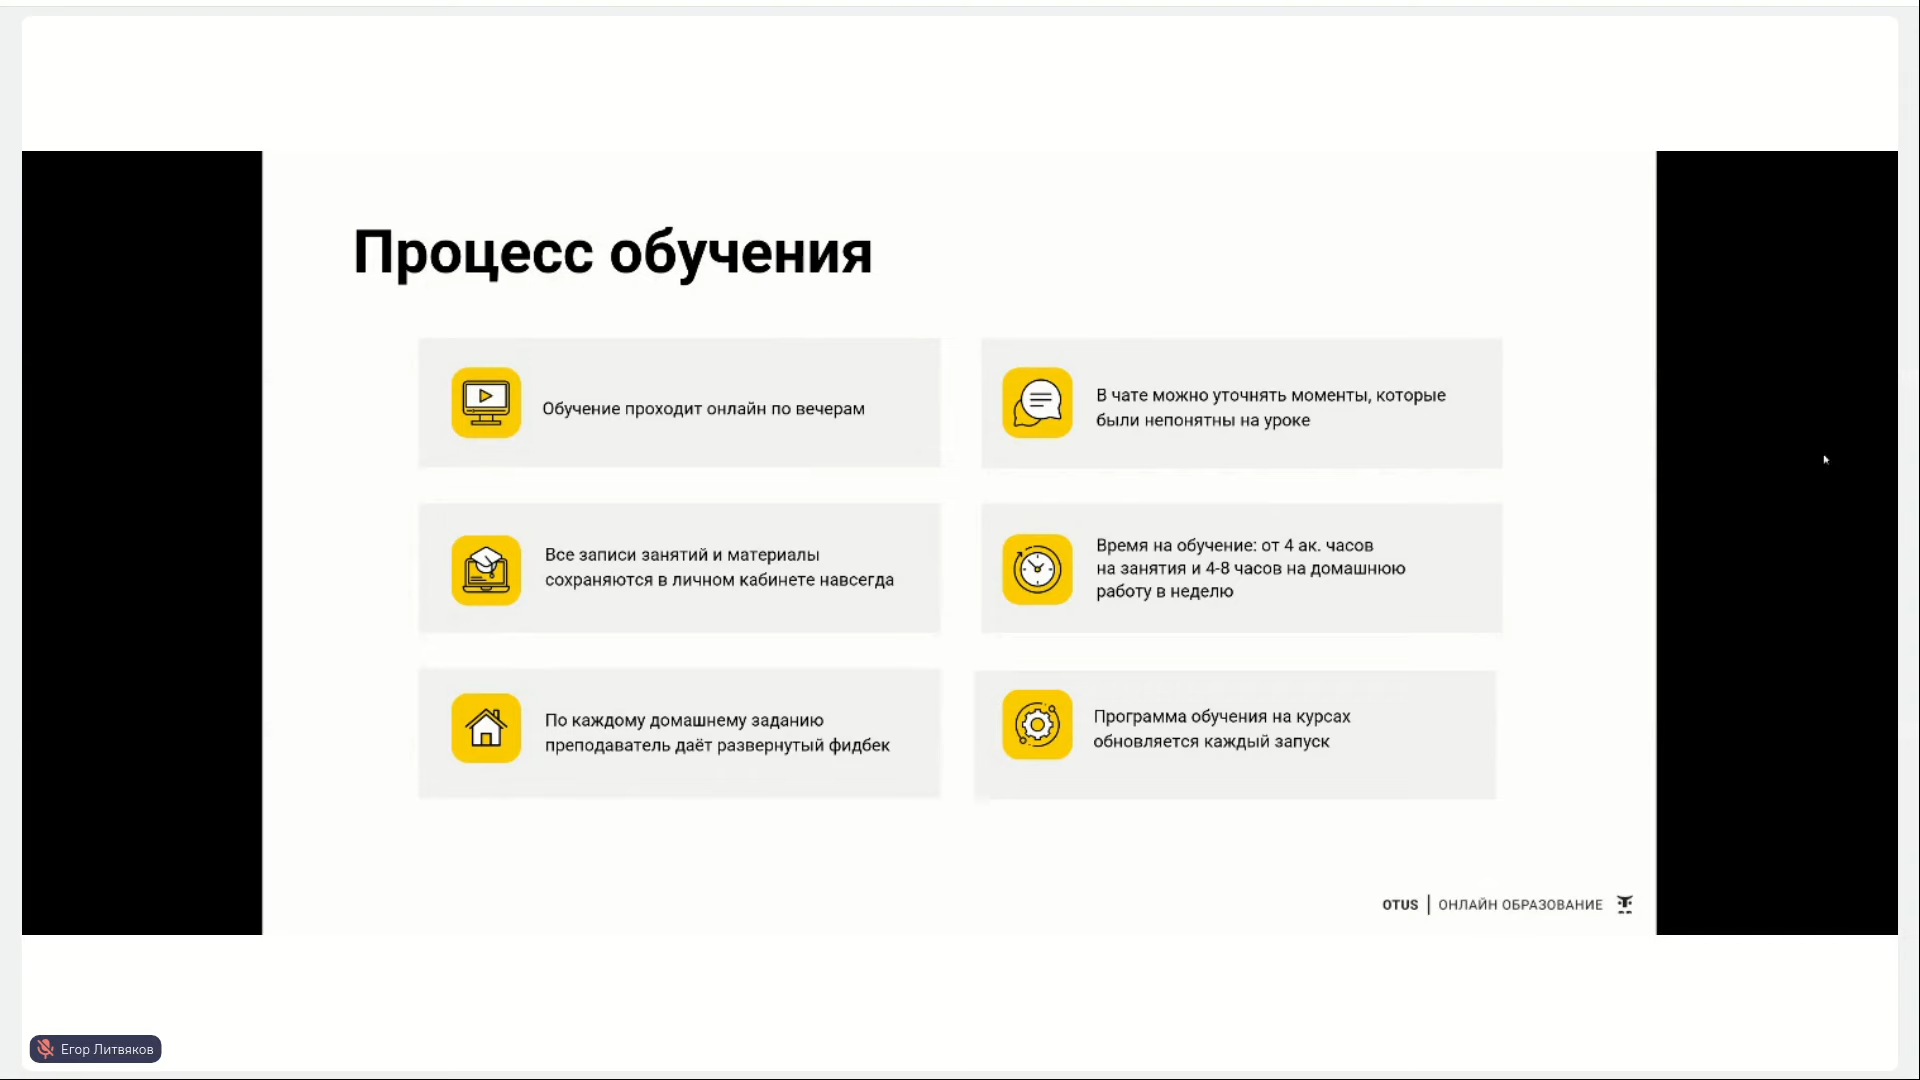 Процесс обучения
Обучение проходит онлайн по вечерам
В чате можно уточнять моменты, которые
были непонятны на уроке
Все записи занятий и материалы
сохраняются в личном кабинете навсегда
Время на обучение: от 4 ак. часов
на занятия и 4-8 часов на домашнюю
работу в неделю
По каждому домашнему заданию
преподаватель даёт развернутый фидбек
Программа обучения на курсах
обновляется каждый запуск
OTUS | ОНЛАЙН ОБРАЗОВАНИЕ
Егор Литвяков